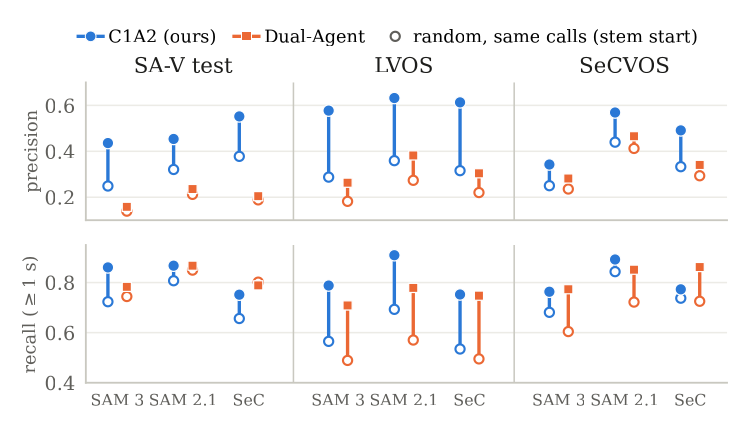 C1A2 (ours) Dual-Agent random, same calls (stem start)
SA-V test LVOS SeCVOS
precision
0.6
0.4
0.2
recall (≥ 1 s)
0.8
0.6
0.4
SAM 3 SAM 2.1 SeC SAM 3 SAM 2.1 SeC SAM 3 SAM 2.1 SeC